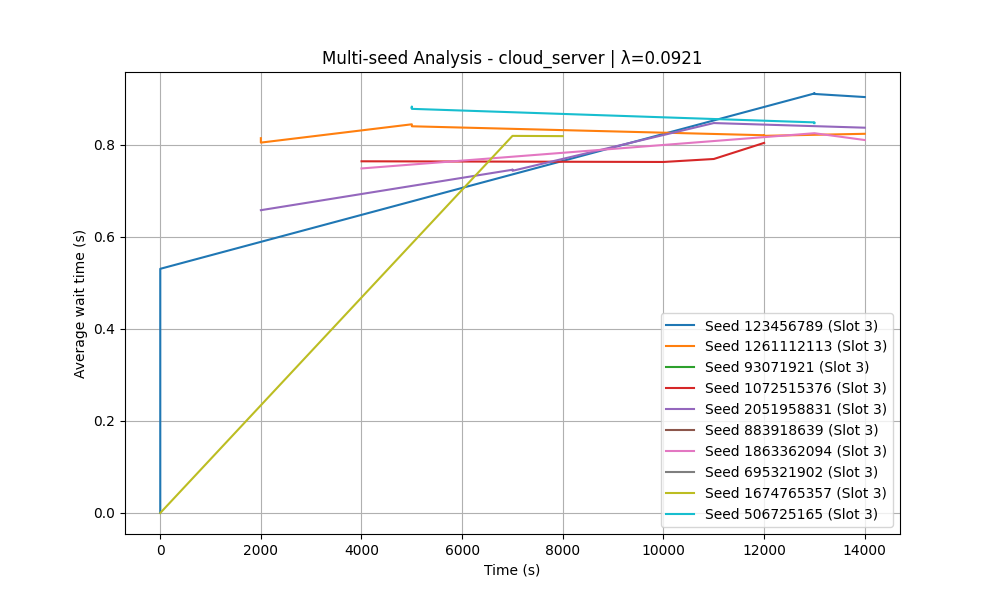 Multi-seed Analysis - cloud_server | λ=0.0921
Average wait time (s)
0.8
0.6
0.4
0.2
0.0
Seed 123456789 (Slot 3)
Seed 1261112113 (Slot 3)
Seed 93071921 (Slot 3)
Seed 1072515376 (Slot 3)
Seed 2051958831 (Slot 3)
Seed 883918639 (Slot 3)
Seed 1863362094 (Slot 3)
Seed 695321902 (Slot 3)
Seed 1674765357 (Slot 3)
Seed 506725165 (Slot 3)
0 2000 4000 6000 8000 10000 12000 14000
Time (s)